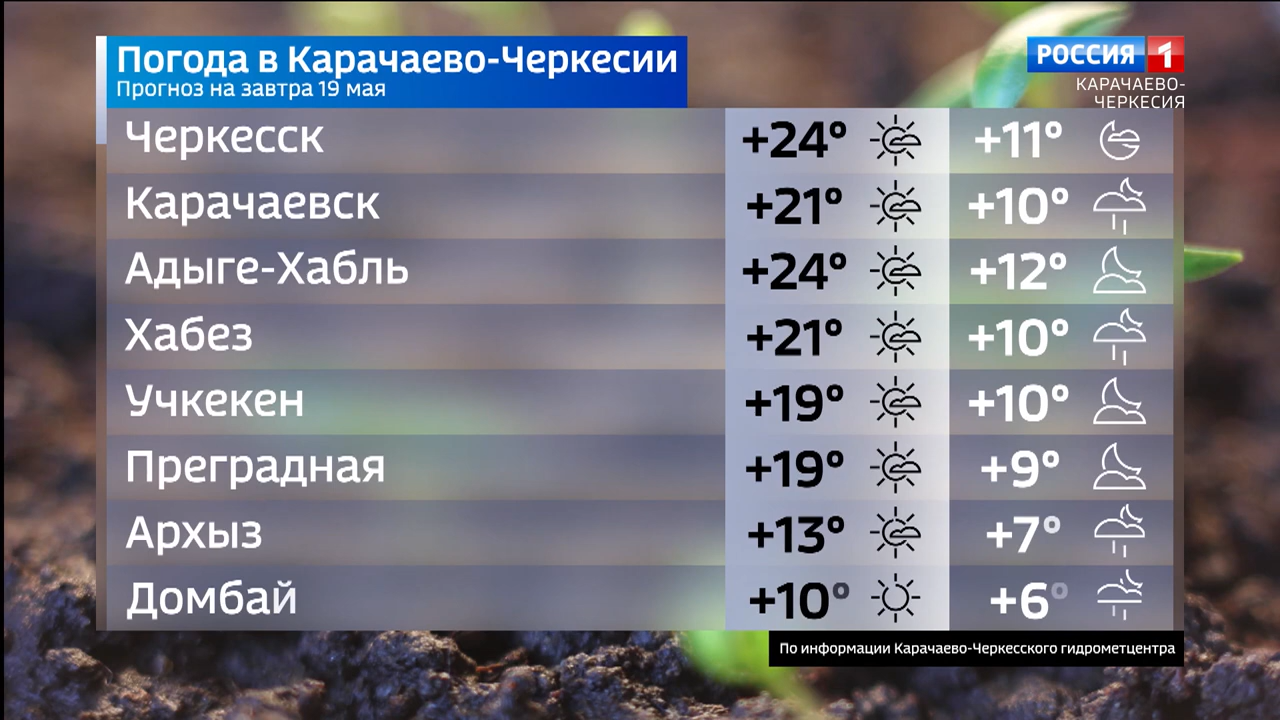 Погода в Карачаево-Черкесии
Прогноз на завтра 19 мая
РОССИЯ 1
КАРАЧАЕВО-
ЧЕРКЕСИЯ
Черкесск +24° +11°
Карачаевск +21° +10°
Адыге-Хабль +24° +12°
Хабез +21° +10°
Учкекен +19° +10°
Преградная +19° +9°
Архыз +13° +7°
Домбай +10° +6°
По информации Карачаево-Черкесского гидрометцентра